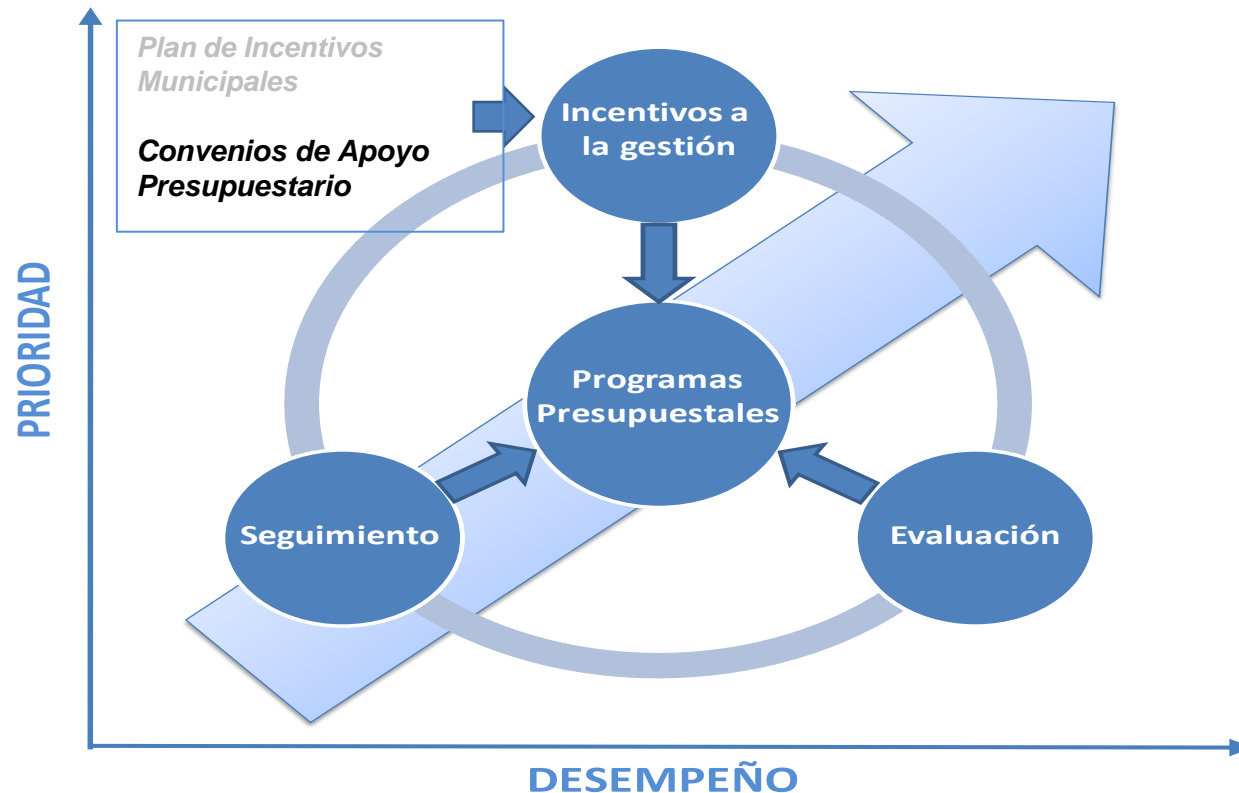 Plan de Incentivos
Municipales
Convenios de Apoyo
Presupuestario
Incentivos a
la gestión
PRIORIDAD
Programas
Presupuestales
Seguimiento
Evaluación
DESEMPEÑO